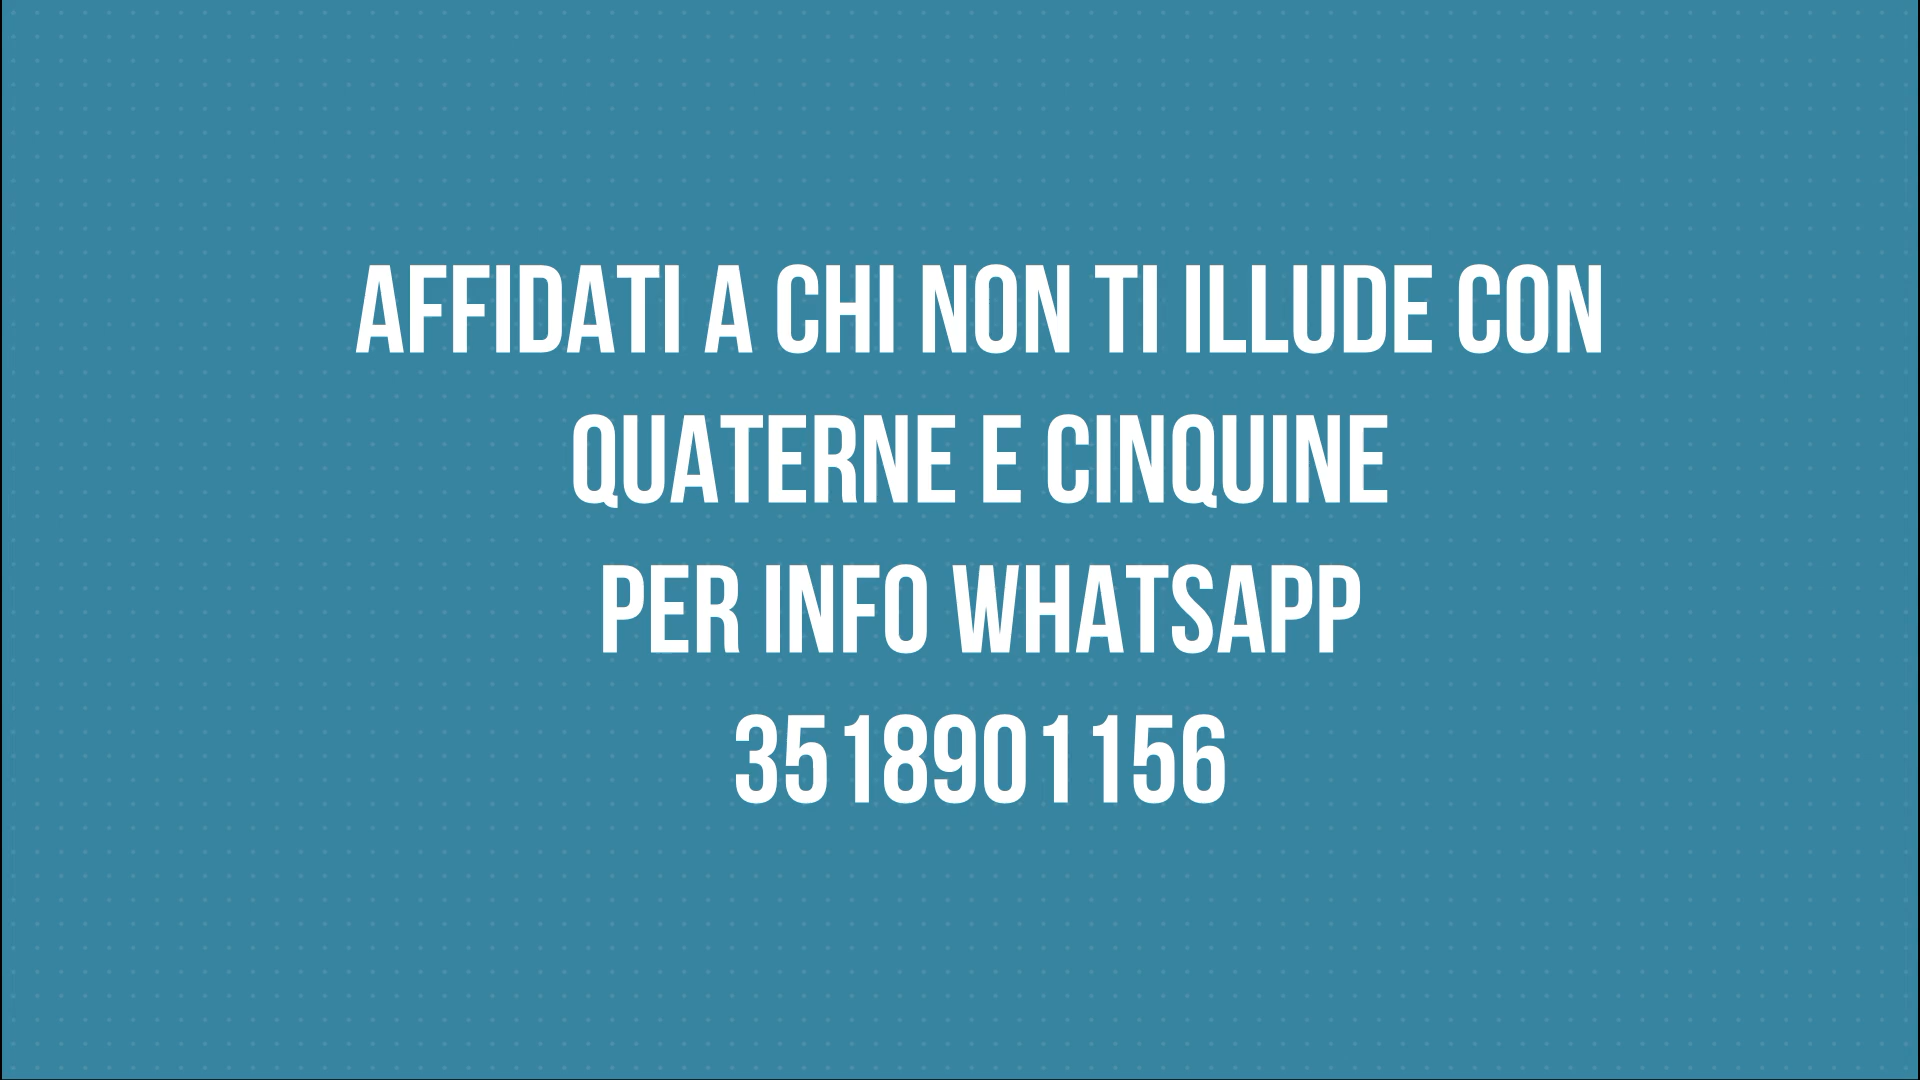 AFFIDATI A CHI NON TI ILLUDE CON
QUATERNE E CINQUINE
PER INFO WHATSAPP
3518901156